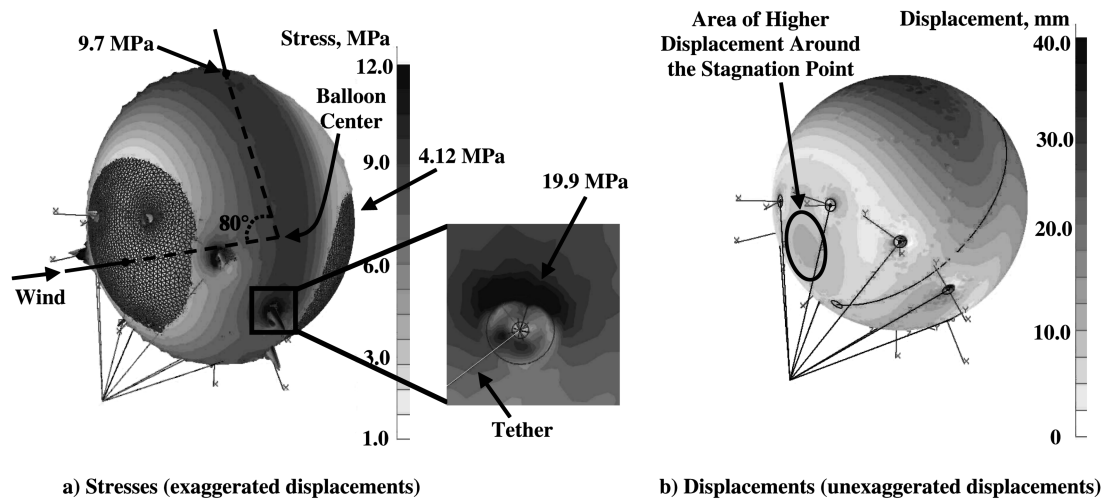 9.7 MPa
Stress, MPa
12.0
Balloon
Center
9.0
4.12 MPa
80°
19.9 MPa
6.0
Wind
3.0
Tether
1.0
a) Stresses (exaggerated displacements)
Area of Higher
Displacement Around
the Stagnation Point
Displacement, mm
40.0
30.0
20.0
10.0
0
b) Displacements (unexaggerated displacements)